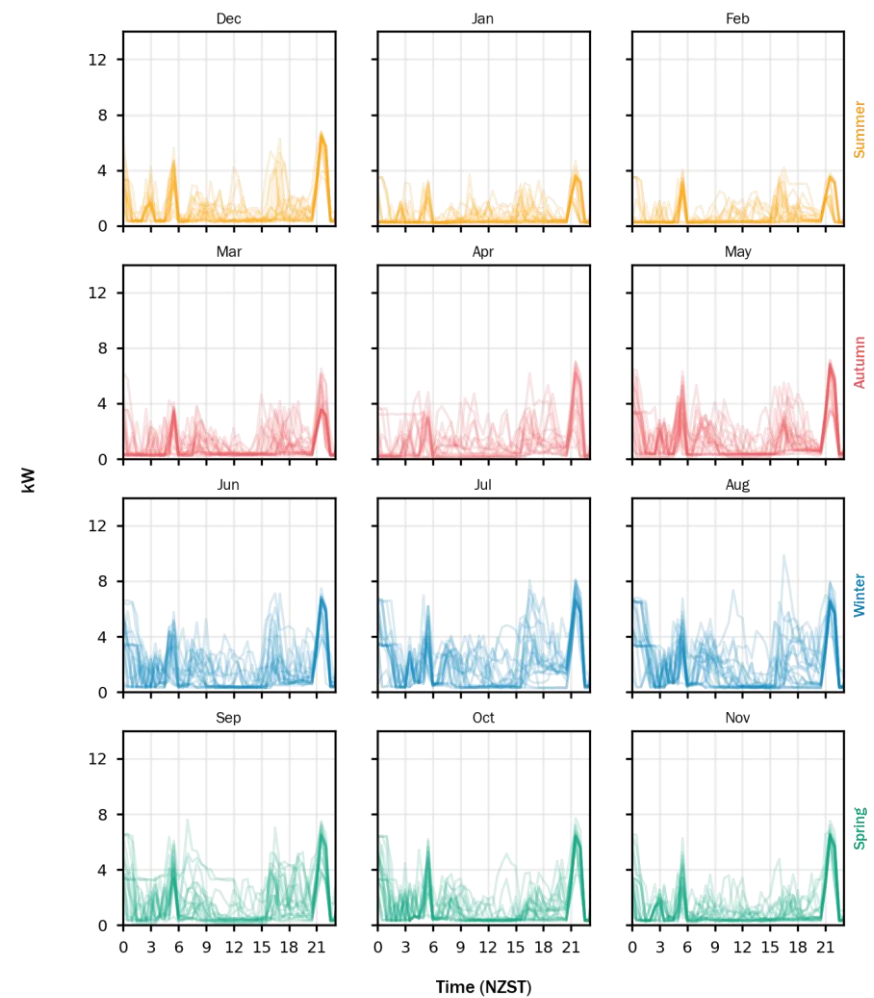 Dec Jan Feb
12
8
4
0
Summer
Mar Apr May
12
8
4
0
Autumn
kW
Jun Jul Aug
12
8
4
0
Winter
Sep Oct Nov
12
8
4
0
Spring
0 3 6 9 12 15 18 21 0 3 6 9 12 15 18 21 0 3 6 9 12 15 18 21
Time (NZST)